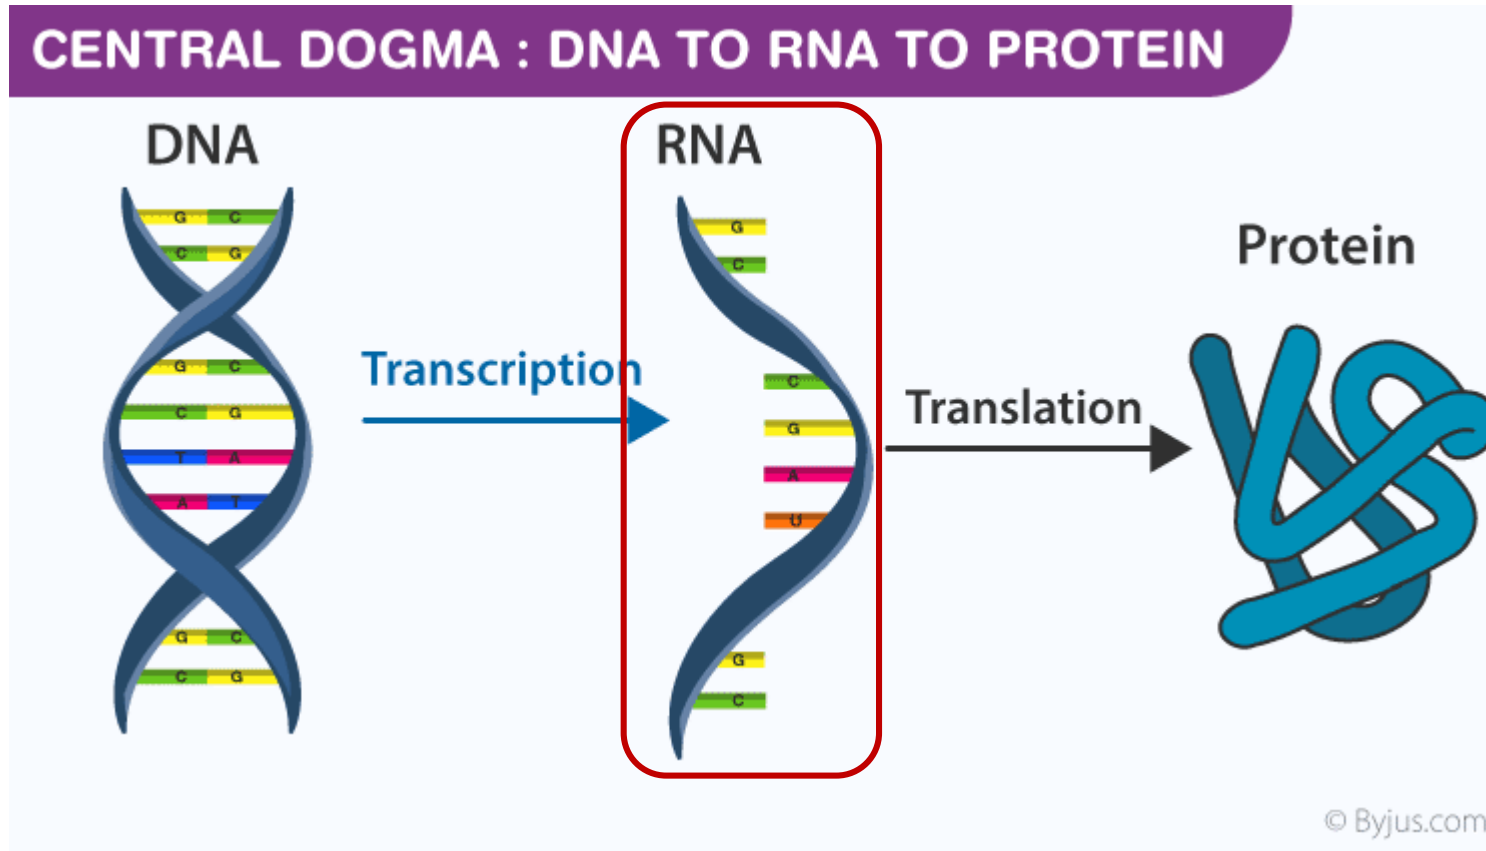 CENTRAL DOGMA : DNA TO RNA TO PROTEIN
DNA
G C
C G
G C
C G
T A
A T
G C
C G
Transcription
RNA
G
C
C
G
A
U
G
C
Translation
Protein
© Byjus.com